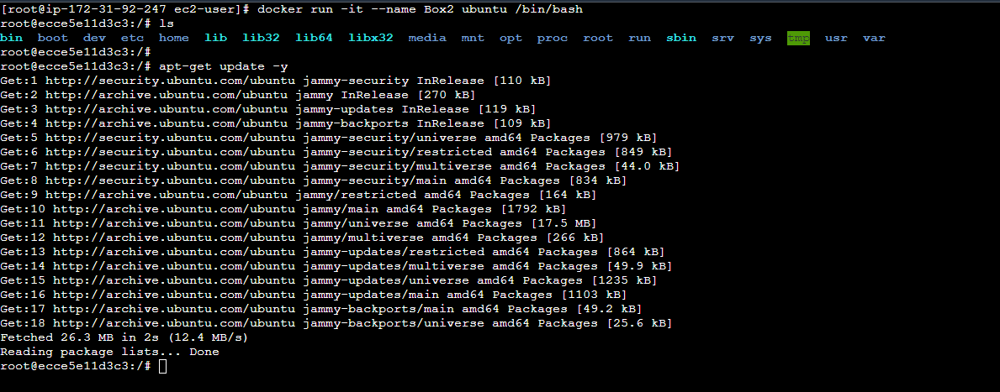 [root@ip-172-31-92-247 ec2-user]# docker run -it --name Box2 ubuntu /bin/bash
root@ecce5e11d3c3:/# ls
bin  boot  dev  etc  home  lib  lib32  lib64  libx32  media  mnt  opt  proc  root  run  sbin  srv  sys  tmp  usr  var
root@ecce5e11d3c3:/#
root@ecce5e11d3c3:/# apt-get update -y
Get:1 http://security.ubuntu.com/ubuntu jammy-security InRelease [110 kB]
Get:2 http://archive.ubuntu.com/ubuntu jammy InRelease [270 kB]
Get:3 http://archive.ubuntu.com/ubuntu jammy-updates InRelease [119 kB]
Get:4 http://archive.ubuntu.com/ubuntu jammy-backports InRelease [109 kB]
Get:5 http://security.ubuntu.com/ubuntu jammy-security/universe amd64 Packages [979 kB]
Get:6 http://security.ubuntu.com/ubuntu jammy-security/restricted amd64 Packages [849 kB]
Get:7 http://security.ubuntu.com/ubuntu jammy-security/multiverse amd64 Packages [44.0 kB]
Get:8 http://security.ubuntu.com/ubuntu jammy-security/main amd64 Packages [834 kB]
Get:9 http://archive.ubuntu.com/ubuntu jammy/restricted amd64 Packages [164 kB]
Get:10 http://archive.ubuntu.com/ubuntu jammy/main amd64 Packages [1792 kB]
Get:11 http://archive.ubuntu.com/ubuntu jammy/universe amd64 Packages [17.5 MB]
Get:12 http://archive.ubuntu.com/ubuntu jammy/multiverse amd64 Packages [266 kB]
Get:13 http://archive.ubuntu.com/ubuntu jammy-updates/restricted amd64 Packages [864 kB]
Get:14 http://archive.ubuntu.com/ubuntu jammy-updates/multiverse amd64 Packages [49.9 kB]
Get:15 http://archive.ubuntu.com/ubuntu jammy-updates/universe amd64 Packages [1235 kB]
Get:16 http://archive.ubuntu.com/ubuntu jammy-updates/main amd64 Packages [1103 kB]
Get:17 http://archive.ubuntu.com/ubuntu jammy-backports/main amd64 Packages [49.2 kB]
Get:18 http://archive.ubuntu.com/ubuntu jammy-backports/universe amd64 Packages [25.6 kB]
Fetched 26.3 MB in 2s (12.4 MB/s)
Reading package lists... Done
root@ecce5e11d3c3:/#